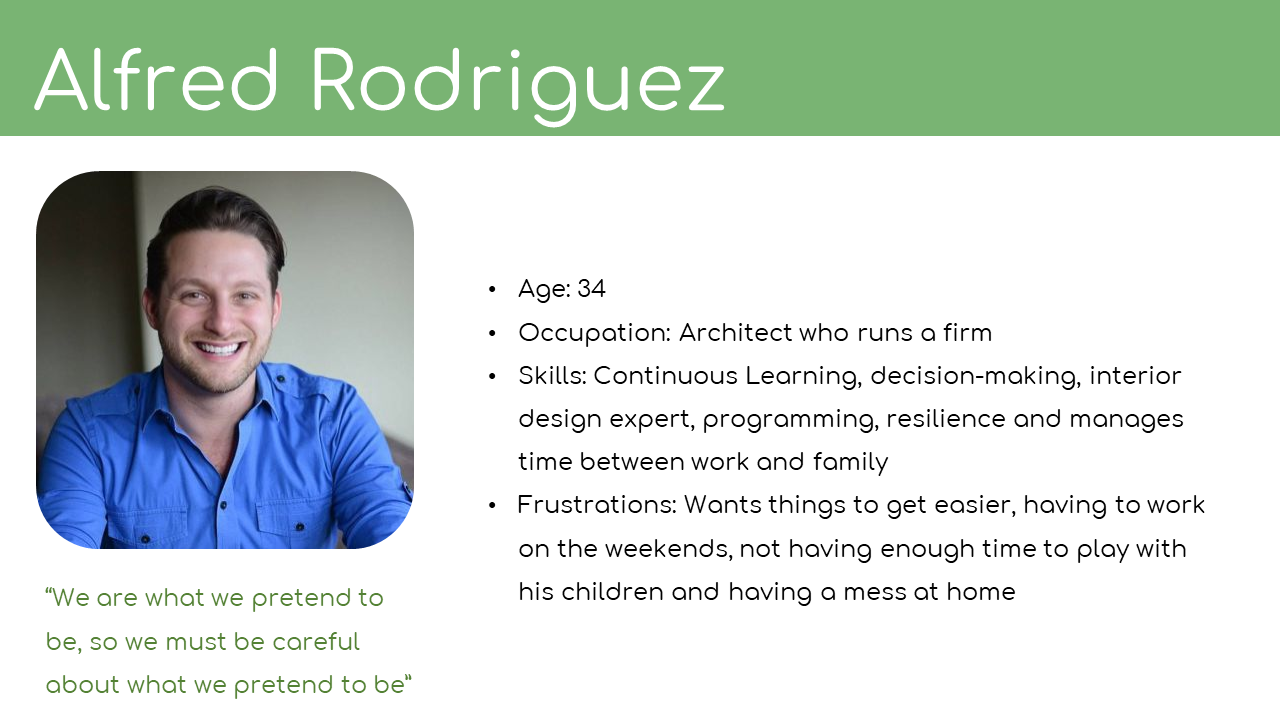 Alfred Rodriguez
• Age: 34
• Occupation: Architect who runs a firm
• Skills: Continuous Learning, decision-making, interior
design expert, programming, resilience and manages
time between work and family
• Frustrations: Wants things to get easier, having to work
on the weekends, not having enough time to play with
his children and having a mess at home
“We are what we pretend to
be, so we must be careful
about what we pretend to be”